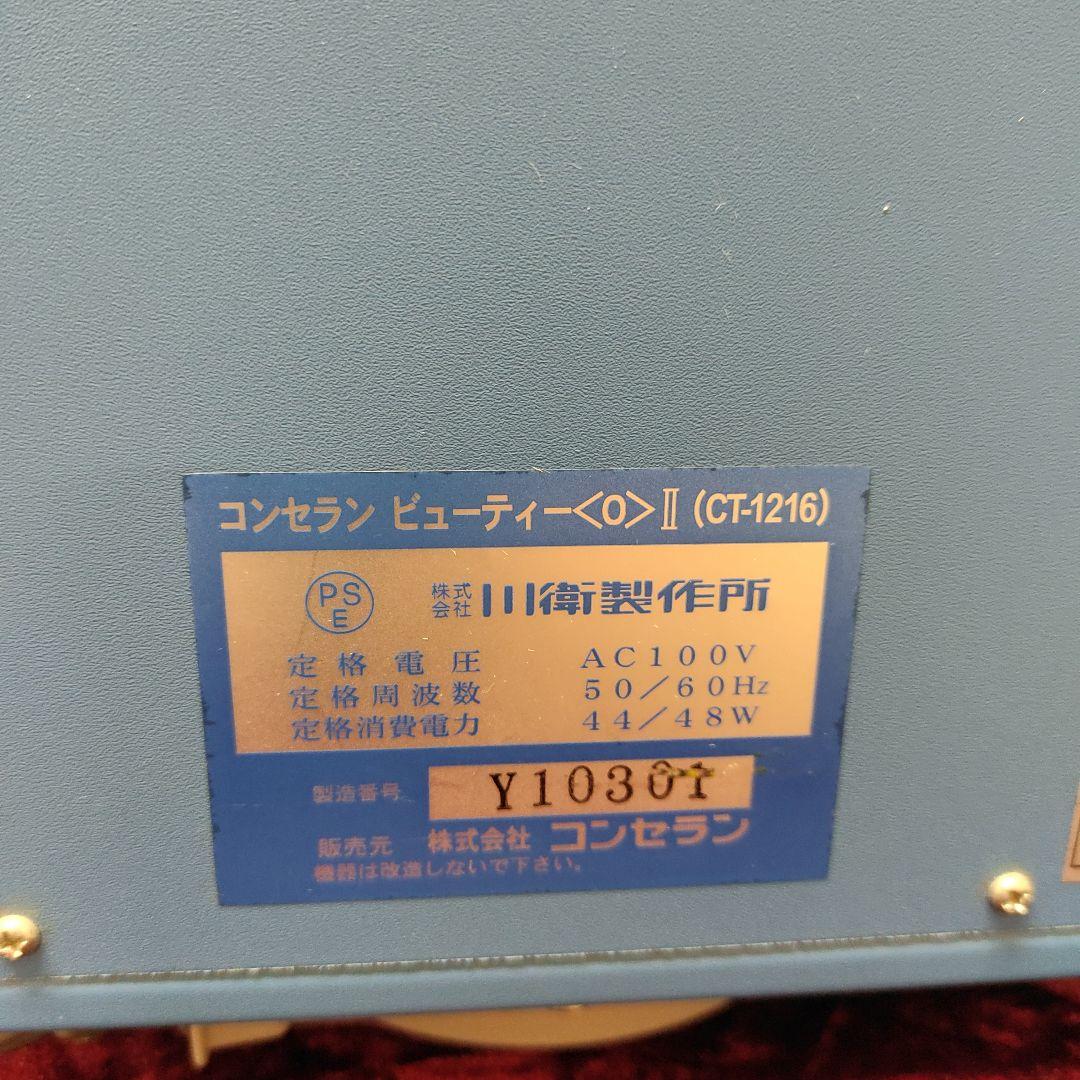 コンセラン ビューティー<O>Ⅱ (CT-1216)
PSE 株式会社 川衛製作所
定格電圧 AC100V
定格周波数 50/60Hz
定格消費電力 44/48W
製造番号 Y10301
販売元 株式会社 コンセラン
機器は改造しないで下さい。